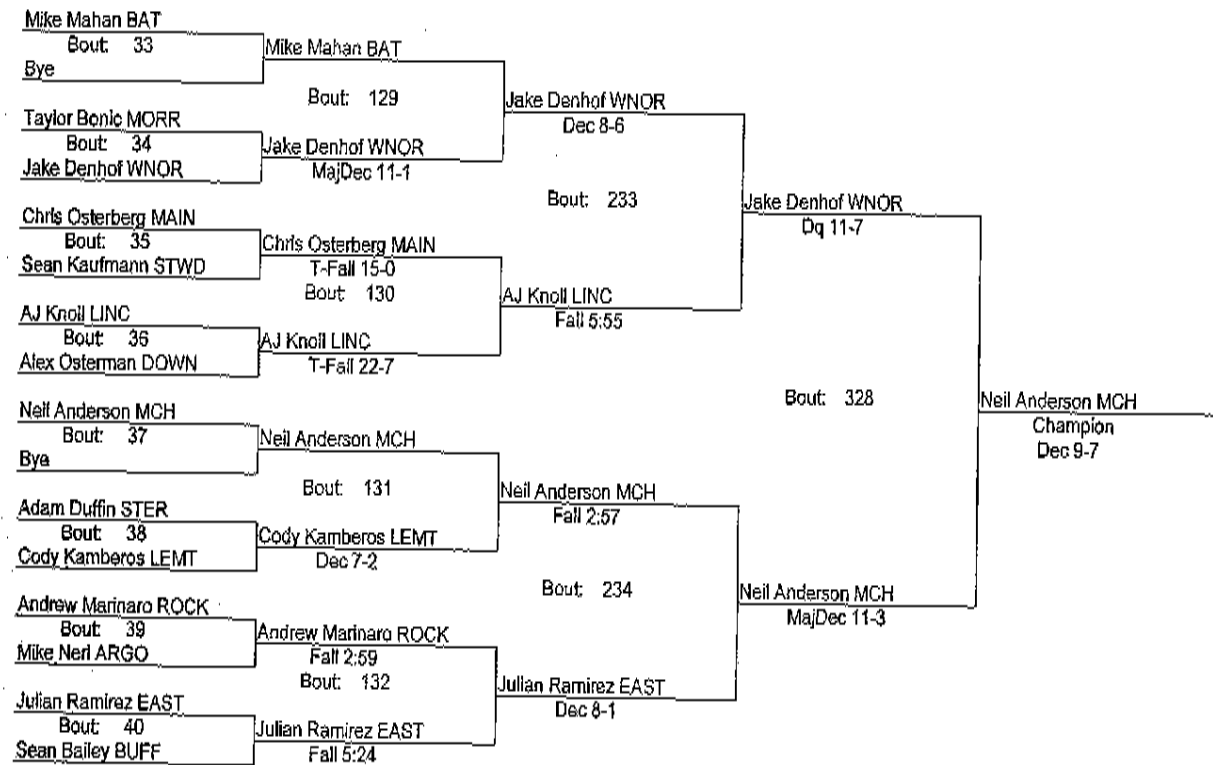 Mike Mahan BAT
Bout: 33
Bye
Mike Mahan BAT
Bout: 129
Taylor Bonic MORR
Bout: 34
Jake Denhof WNOR
Jake Denhof WNOR
MajDec 11-1
Jake Denhof WNOR
Dec 8-6
Bout: 233
Chris Osterberg MAIN
Bout: 35
Sean Kaufmann STWD
Chris Osterberg MAIN
T-Fall 15-0
Bout: 130
AJ Knoll LINC
Bout: 36
Alex Osterman DOWN
AJ Knoll LINC
T-Fall 22-7
AJ Knoll LINC
Fall 5:55
Jake Denhof WNOR
Dq 11-7
Bout: 328
Neil Anderson MCH
Bout: 37
Bye
Neil Anderson MCH
Bout: 131
Adam Duffin STER
Bout: 38
Cody Kamberos LEMT
Cody Kamberos LEMT
Dec 7-2
Neil Anderson MCH
Fall 2:57
Bout: 234
Andrew Marinaro ROCK
Bout: 39
Mike Neri ARGO
Andrew Marinaro ROCK
Fall 2:59
Bout: 132
Julian Ramirez EAST
Bout: 40
Sean Bailey BUFF
Julian Ramirez EAST
Fall 5:24
Julian Ramirez EAST
Dec 8-1
Neil Anderson MCH
MajDec 11-3
Neil Anderson MCH
Champion
Dec 9-7